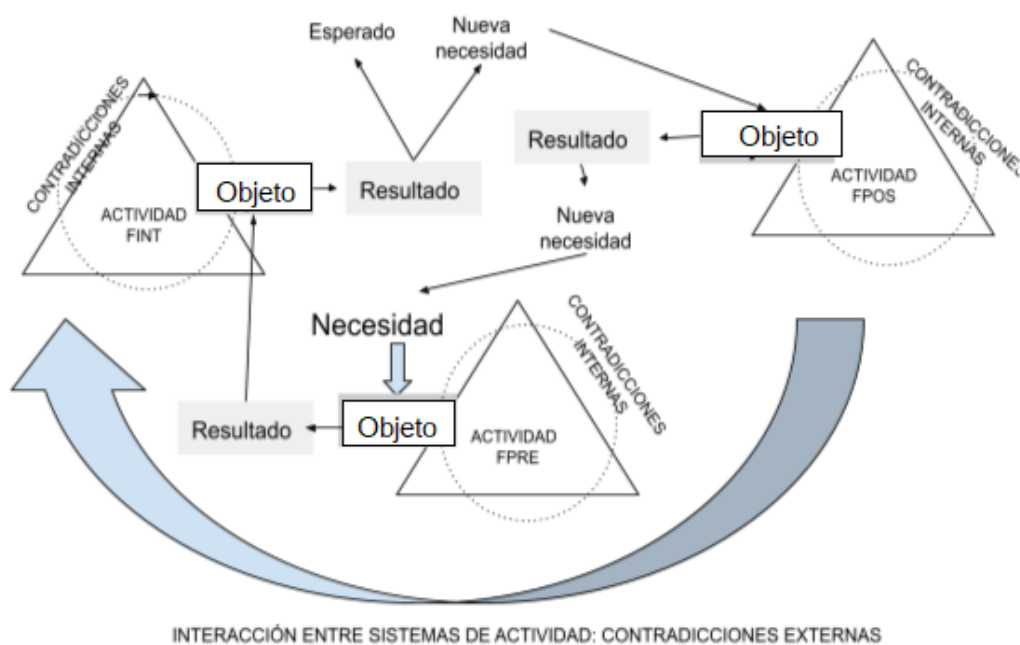 Esperado
Nueva
necesidad
CONTRADICCIONES
INTERNAS
Objeto
Resultado
ACTIVIDAD
FINT
Resultado
Objeto
CONTRADICCIONES
INTERNAS
ACTIVIDAD
FPOS
Nueva
necesidad
Necesidad
CONTRADICCIONES
INTERNAS
Resultado
Objeto
ACTIVIDAD
FPRE
INTERACCIÓN ENTRE SISTEMAS DE ACTIVIDAD: CONTRADICCIONES EXTERNAS